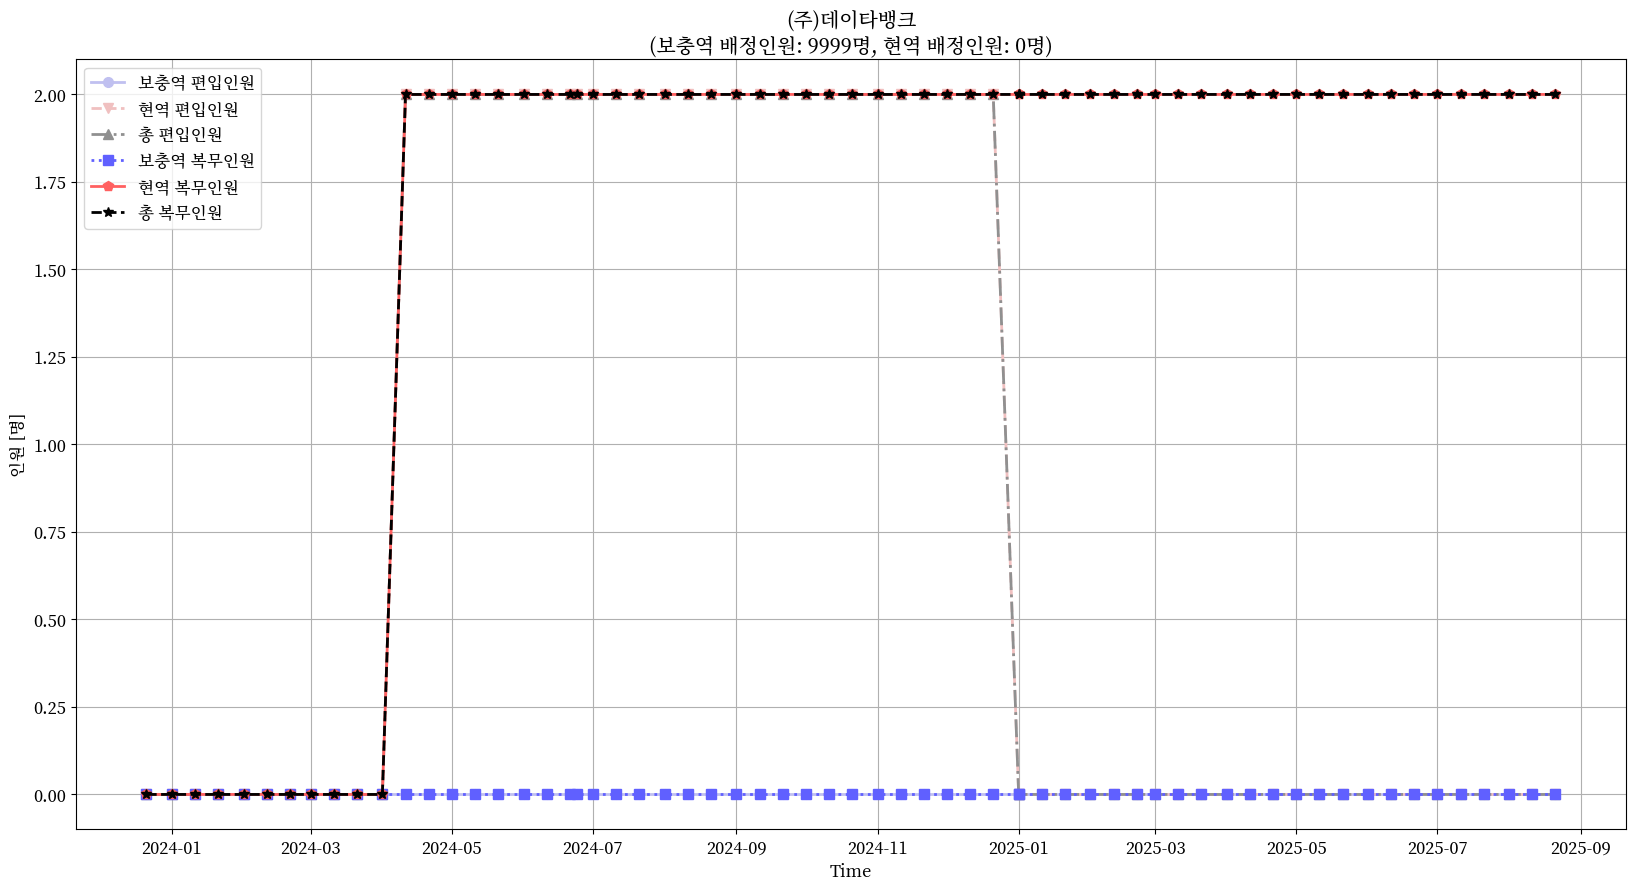 (주)데이타뱅크
(보충역 배정인원: 9999명, 현역 배정인원: 0명)
보충역 편입인원
현역 편입인원
총 편입인원
보충역 복무인원
현역 복무인원
총 복무인원
2.00
1.75
1.50
1.25
1.00
0.75
0.50
0.25
0.00
인원 [명]
2024-01
2024-03
2024-05
2024-07
2024-09
2024-11
2025-01
2025-03
2025-05
2025-07
2025-09
Time